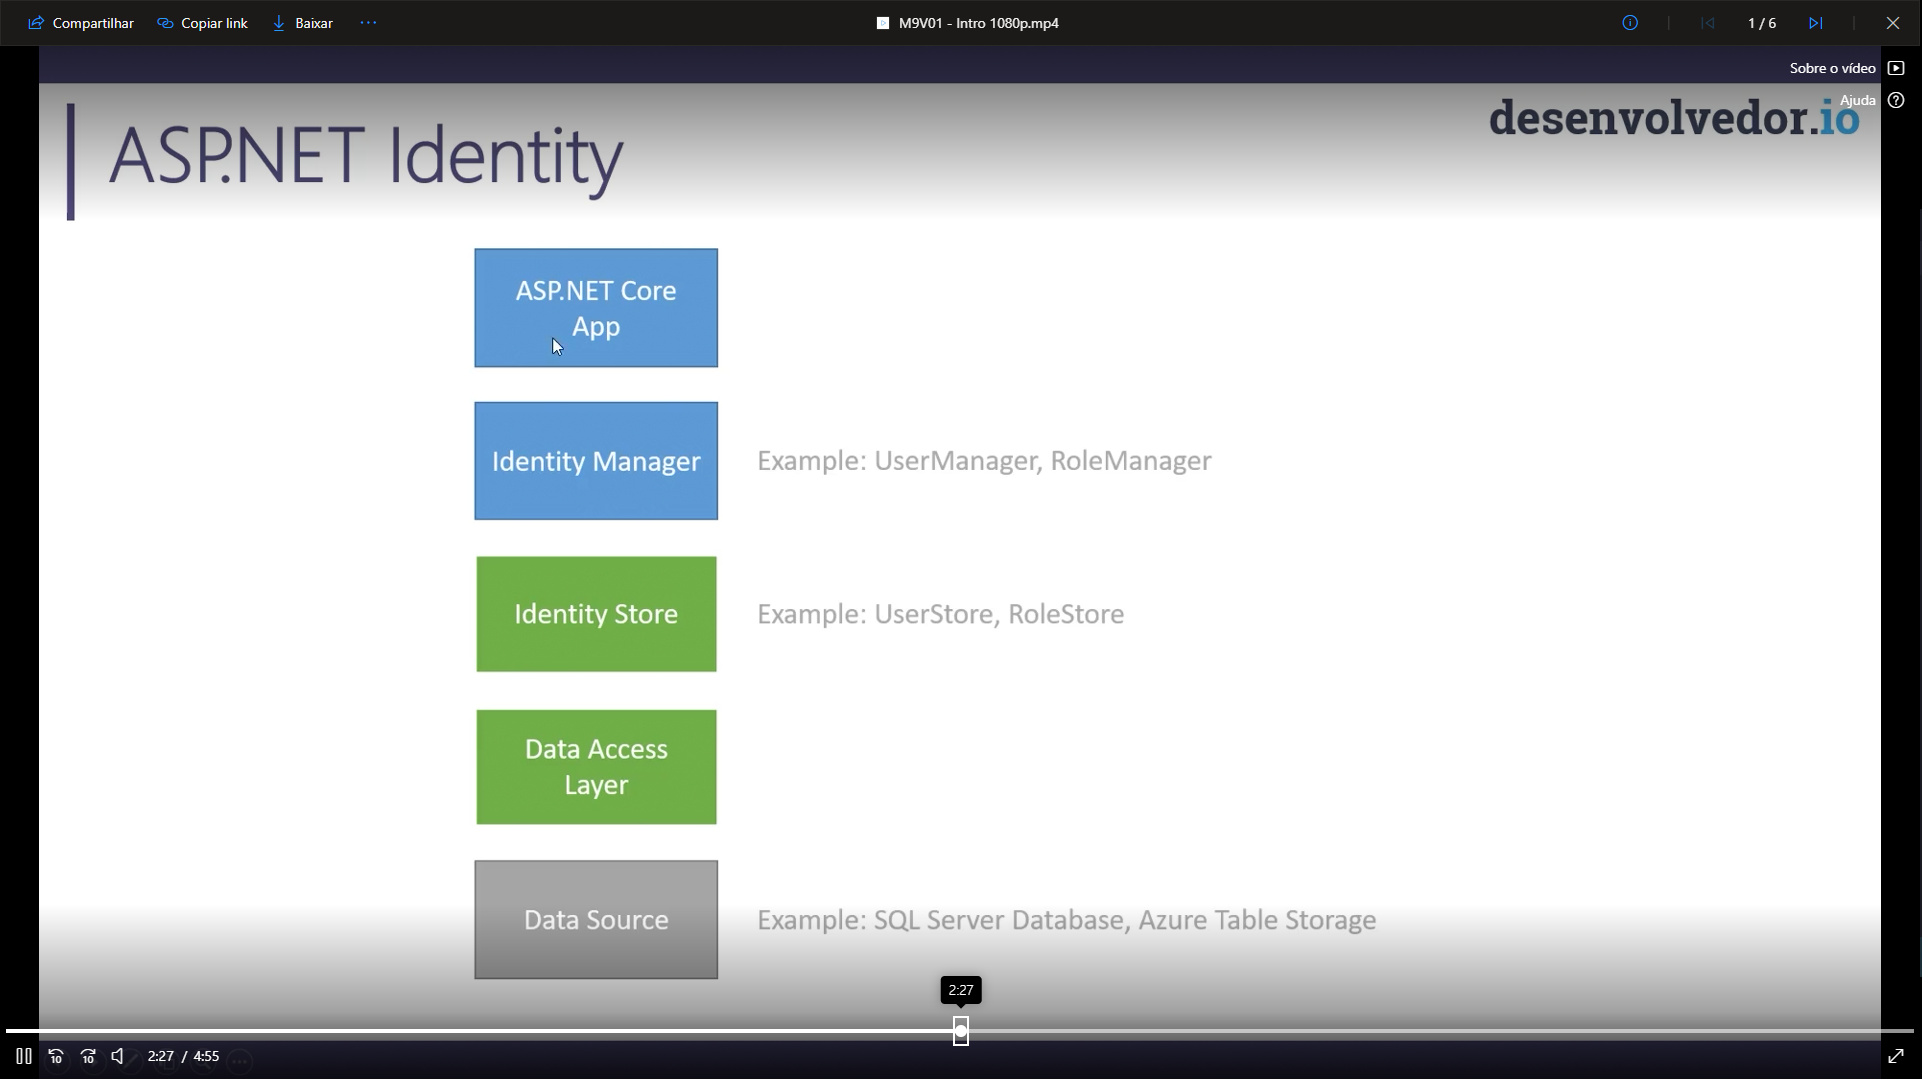 Compartilhar Copiar link Baixar M9V01 - Intro 1080p.mp4 1 / 6
Sobre o vídeo
Ajuda
desenvolvedor.io
ASP.NET Identity
ASP.NET Core
App
Identity Manager Example: UserManager, RoleManager
Identity Store Example: UserStore, RoleStore
Data Access
Layer
Data Source Example: SQL Server Database, Azure Table Storage
2:27
10 10 2:27 / 4:55